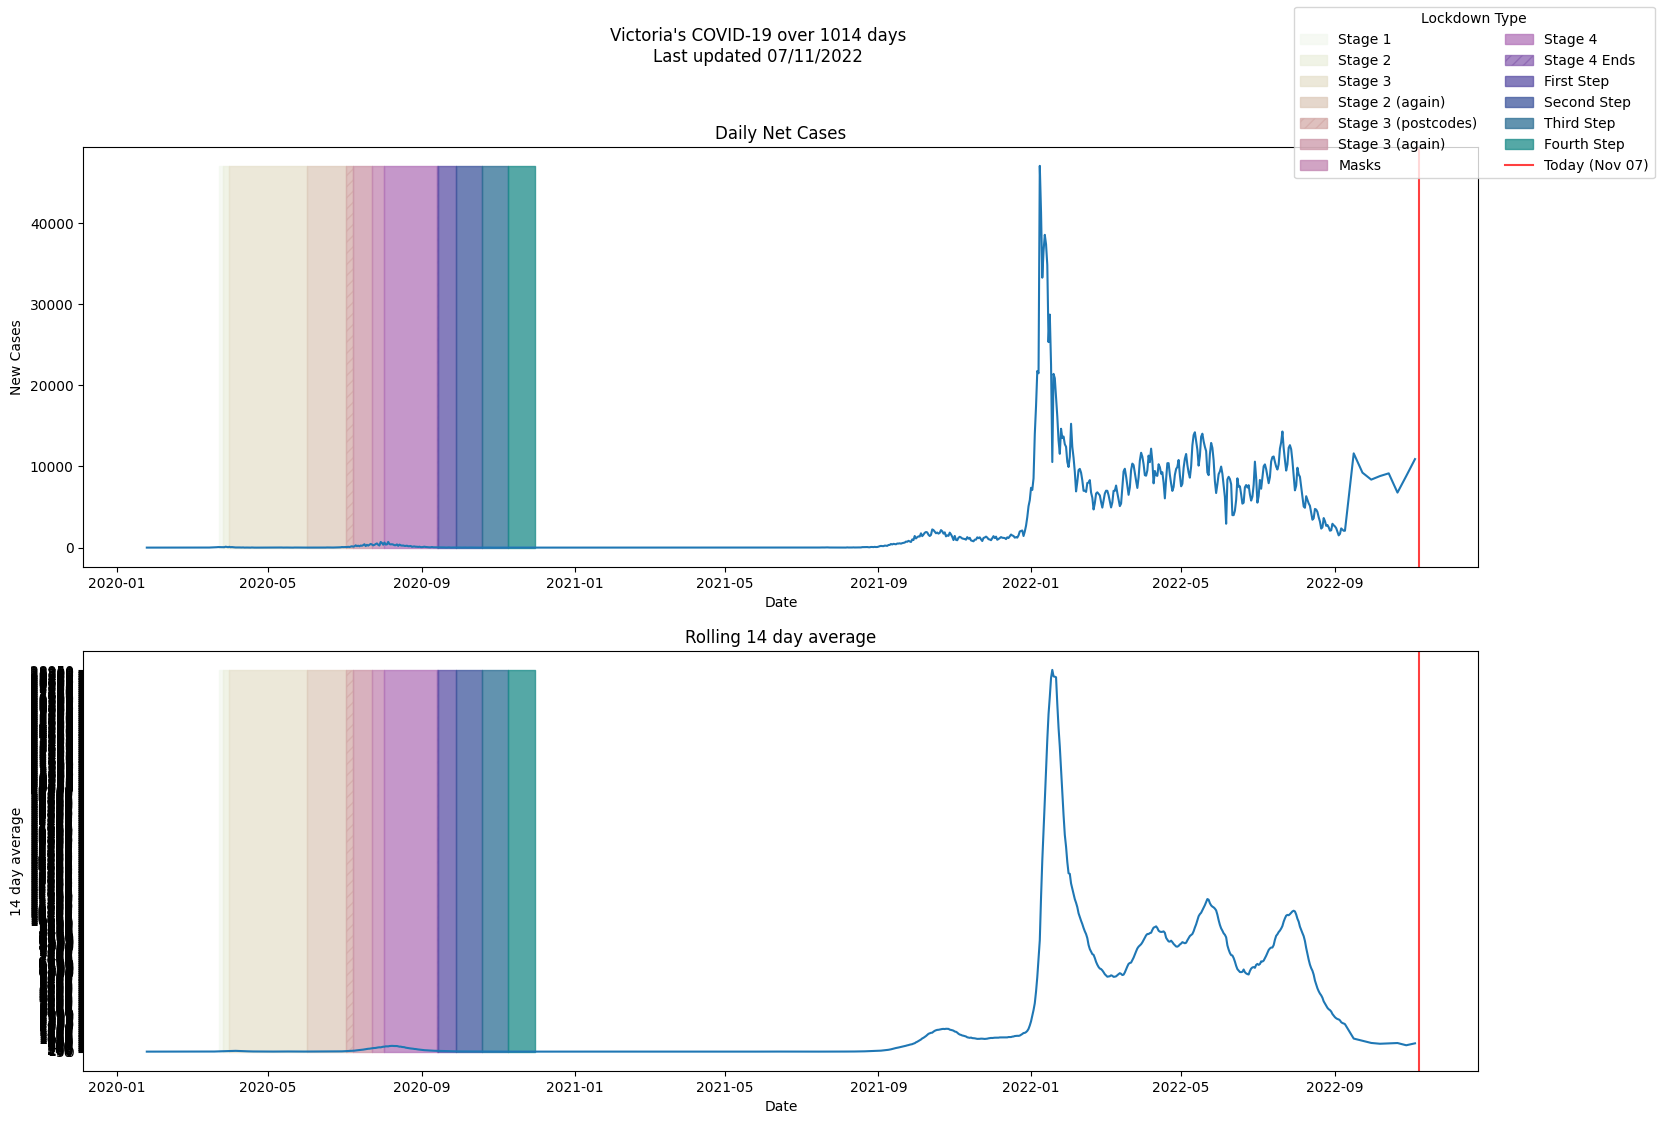 Victoria's COVID-19 over 1014 days
Last updated 07/11/2022
Lockdown Type
Stage 1
Stage 2
Stage 3
Stage 2 (again)
Stage 3 (postcodes)
Stage 3 (again)
Masks
Stage 4
Stage 4 Ends
First Step
Second Step
Third Step
Fourth Step
Today (Nov 07)
Daily Net Cases
New Cases
40000
30000
20000
10000
0
2020-01 2020-05 2020-09 2021-01 2021-05 2021-09 2022-01 2022-05 2022-09
Date
Rolling 14 day average
14 day average
2020-01 2020-05 2020-09 2021-01 2021-05 2021-09 2022-01 2022-05 2022-09
Date